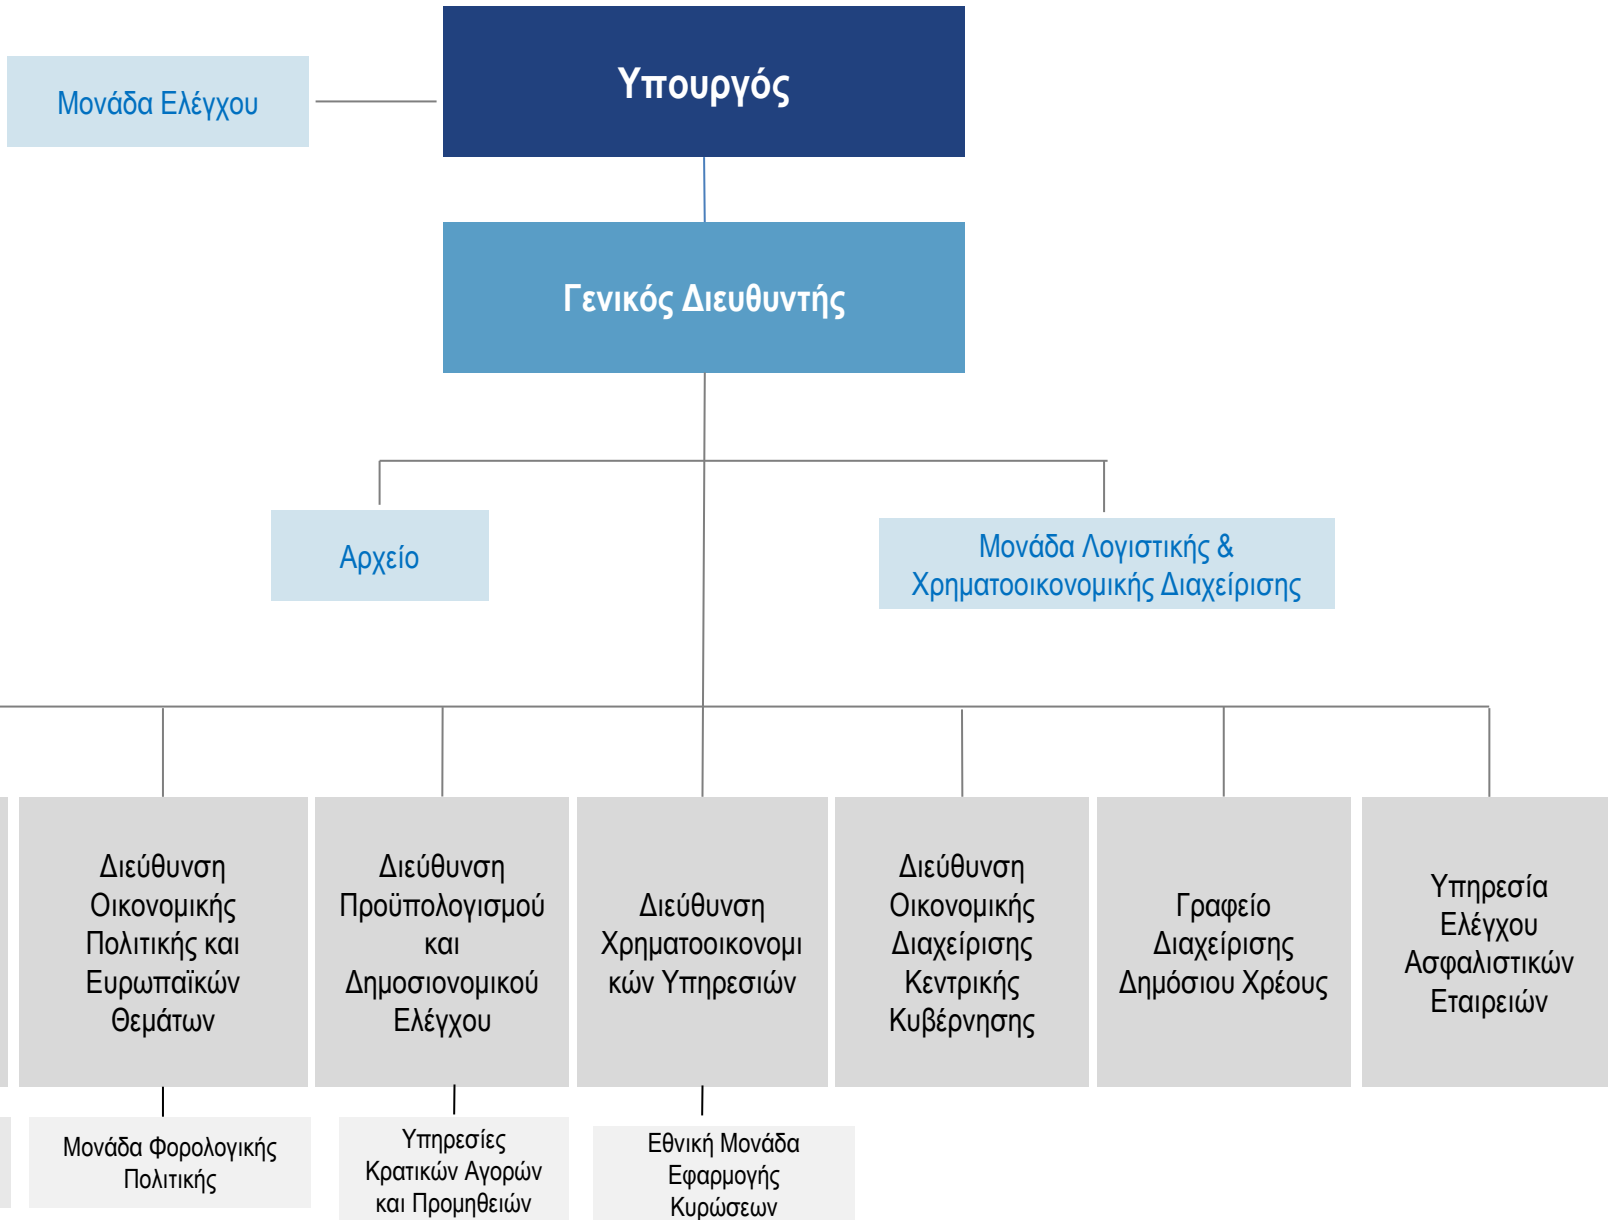 Υπουργός
Μονάδα Ελέγχου
Γενικός Διευθυντής
Αρχείο
Μονάδα Λογιστικής &
Χρηματοοικονομικής Διαχείρισης
Διεύθυνση
Οικονομικής
Πολιτικής και
Ευρωπαϊκών
Θεμάτων
Διεύθυνση
Προϋπολογισμού
και
Δημοσιονομικού
Ελέγχου
Διεύθυνση
Χρηματοοικονομι
κών Υπηρεσιών
Διεύθυνση
Οικονομικής
Διαχείρισης
Κεντρικής
Κυβέρνησης
Γραφείο
Διαχείρισης
Δημόσιου Χρέους
Υπηρεσία
Ελέγχου
Ασφαλιστικών
Εταιρειών
Μονάδα Φορολογικής
Πολιτικής
Υπηρεσίες
Κρατικών Αγορών
και Προμηθειών
Εθνική Μονάδα
Εφαρμογής
Κυρώσεων